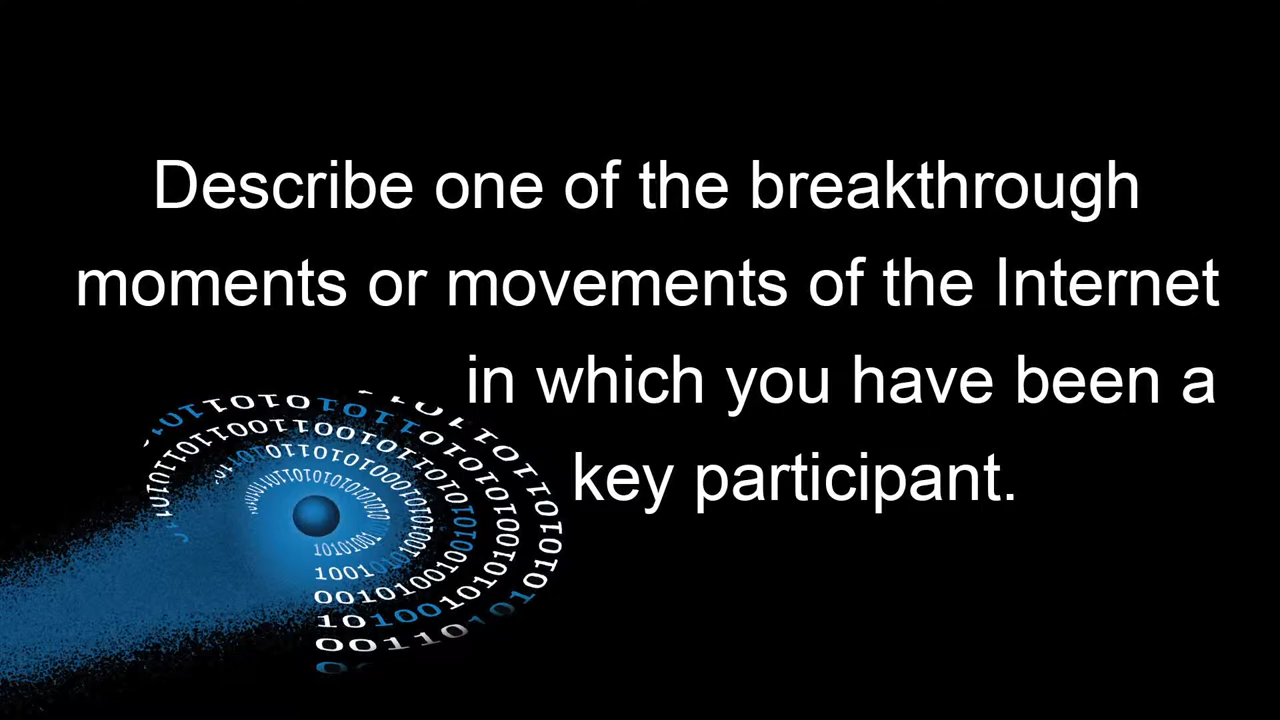 Describe one of the breakthrough
moments or movements of the Internet
in which you have been a
key participant.